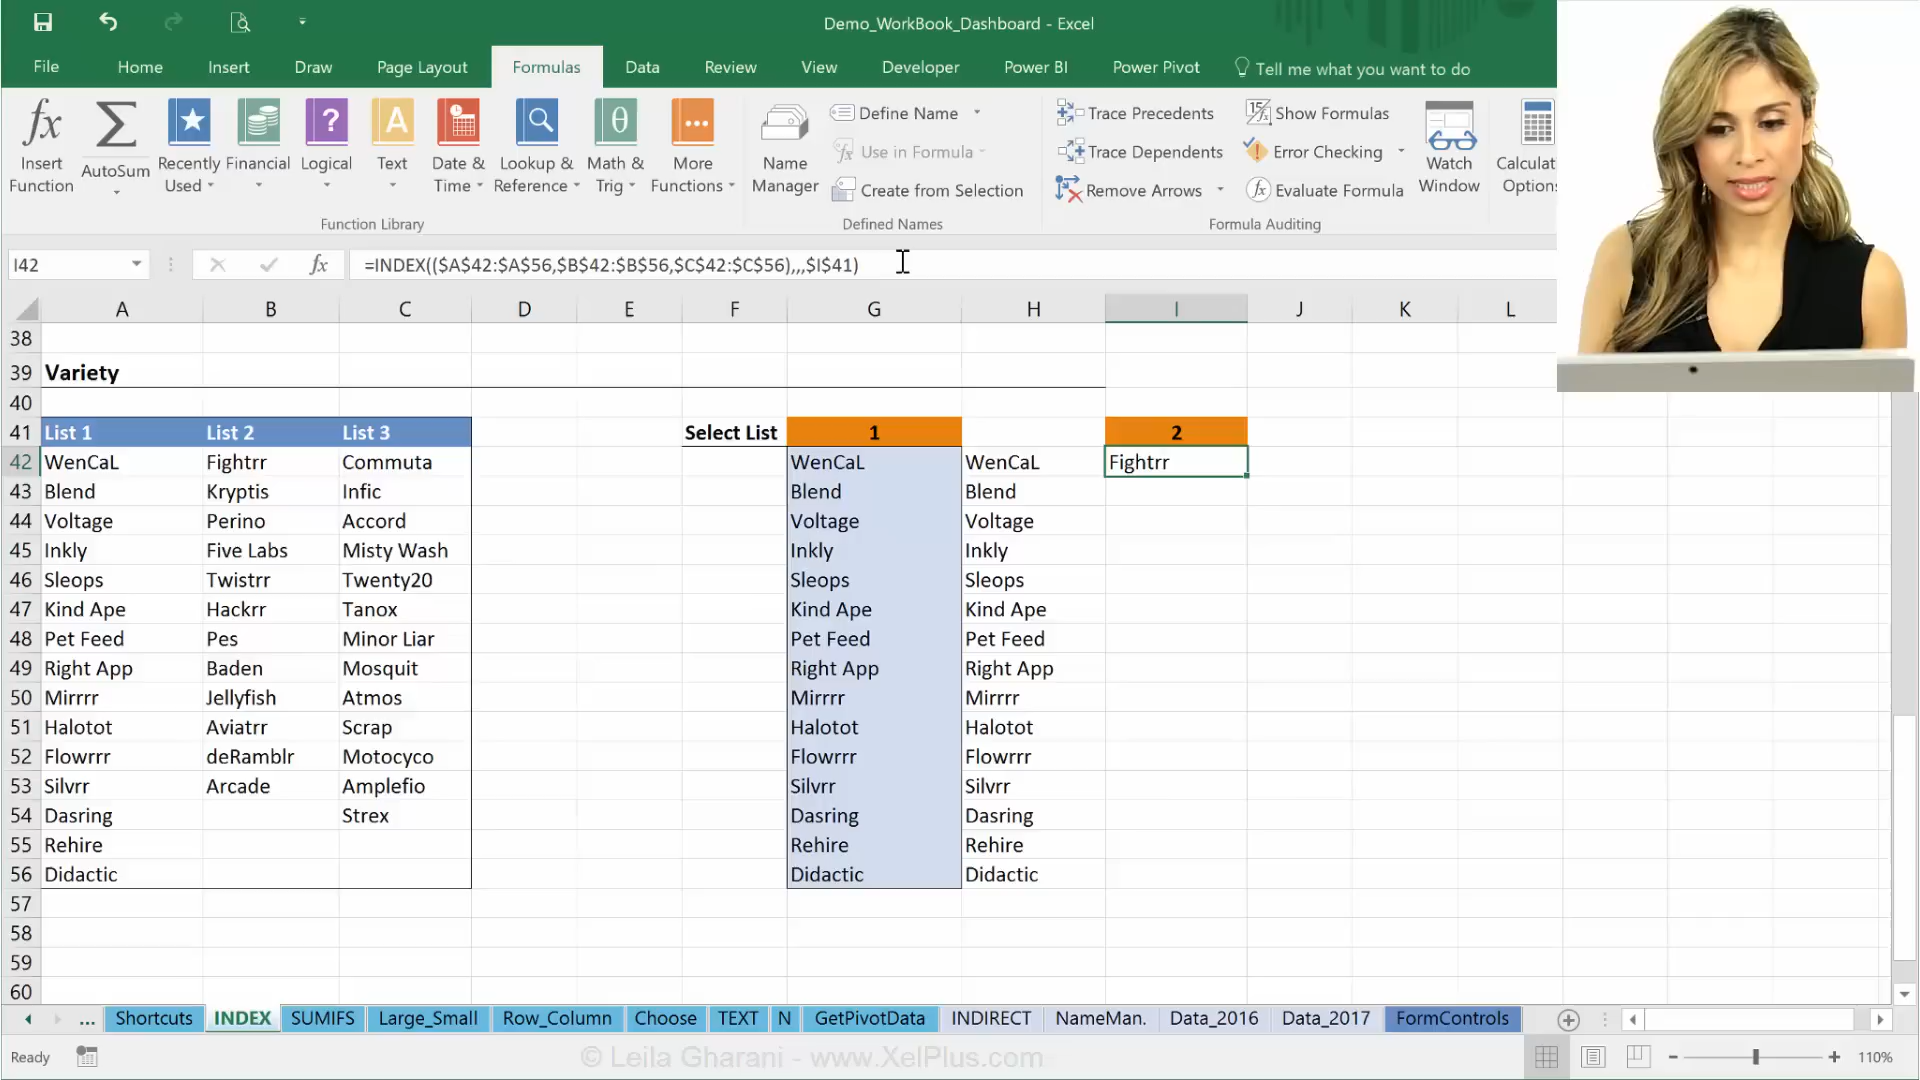 Demo_WorkBook_Dashboard - Excel
File Home Insert Draw Page Layout Formulas Data Review View Developer Power BI Power Pivot Tell me what you want to do
Insert Function AutoSum Recently Used Financial Logical Text Date & Time Lookup & Reference Math & Trig More Functions
Function Library
Name Manager Define Name Use in Formula Create from Selection
Defined Names
Trace Precedents Trace Dependents Remove Arrows Show Formulas Error Checking Evaluate Formula
Formula Auditing
Watch Window Calculat Option
I42 fx =INDEX(($A$42:$A$56,$B$42:$B$56,$C$42:$C$56),,,$I$41)
A B C D E F G H I J K L
38
39 Variety
40
41 List 1 List 2 List 3 Select List 1 2
42 WenCaL Fightrr Commuta WenCaL WenCaL Fightrr
43 Blend Kryptis Infic Blend Blend
44 Voltage Perino Accord Voltage Voltage
45 Inkly Five Labs Misty Wash Inkly Inkly
46 Sleops Twistrr Twenty20 Sleops Sleops
47 Kind Ape Hackrr Tanox Kind Ape Kind Ape
48 Pet Feed Pes Minor Liar Pet Feed Pet Feed
49 Right App Baden Mosquit Right App Right App
50 Mirrrr Jellyfish Atmos Mirrrr Mirrrr
51 Halotot Aviatrr Scrap Halotot Halotot
52 Flowrrr deRamblr Motocyco Flowrrr Flowrrr
53 Silvrr Arcade Amplefio Silvrr Silvrr
54 Dasring Strex Dasring Dasring
55 Rehire Rehire Rehire
56 Didactic Didactic Didactic
57
58
59
60
... Shortcuts INDEX SUMIFS Large_Small Row_Column Choose TEXT N GetPivotData INDIRECT NameMan. Data_2016 Data_2017 FormControls
Ready © Leila Gharani - www.XelPlus.com 110%